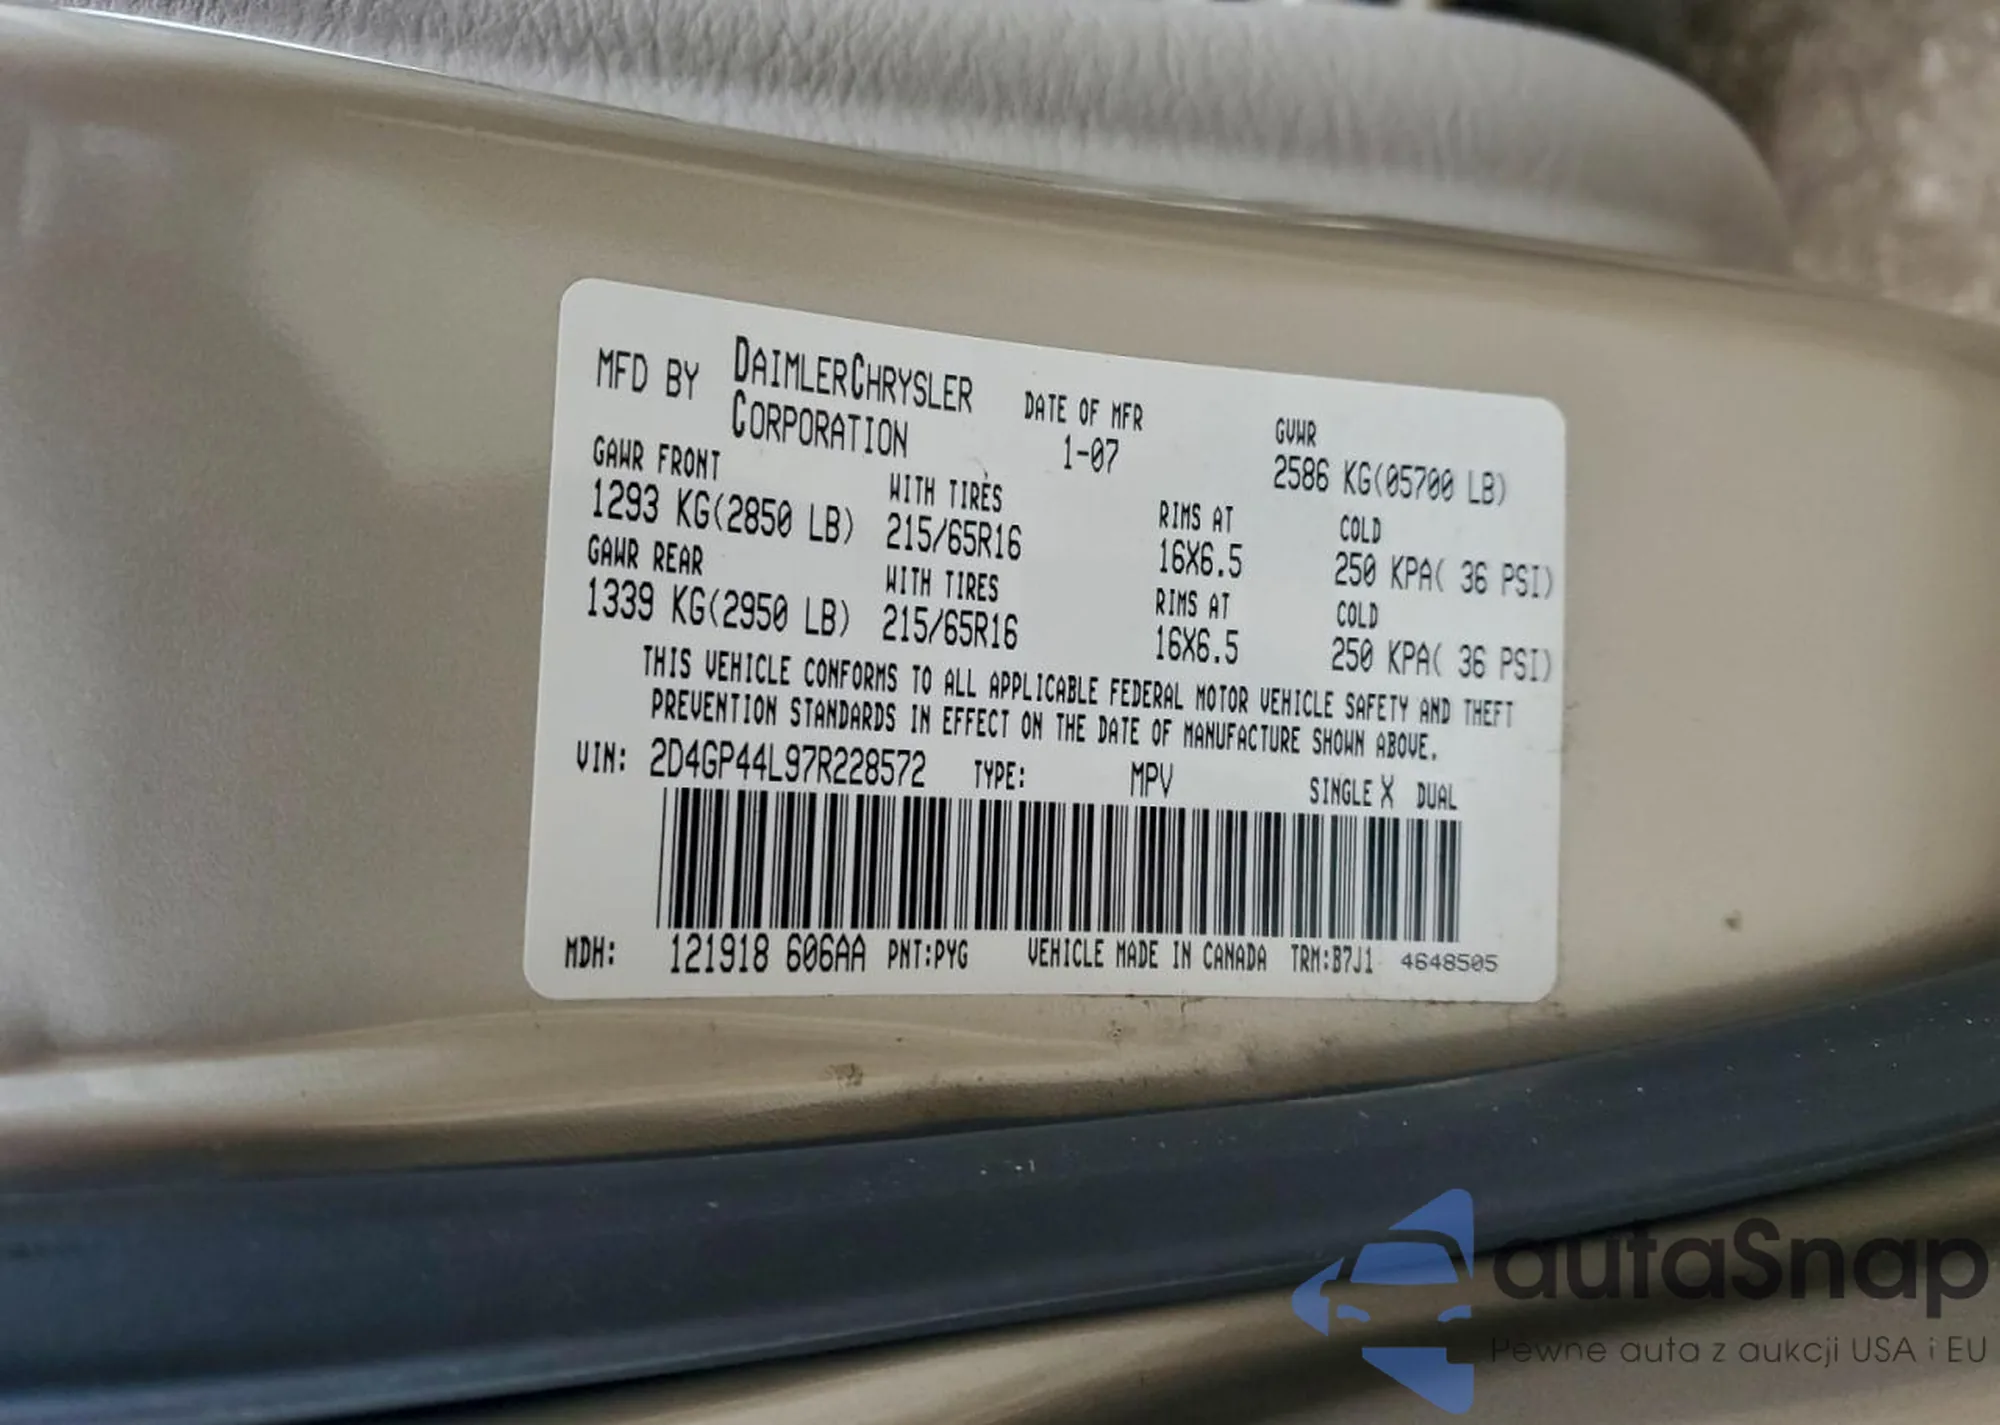 MFD BY DAIMLERCHRYSLER CORPORATION DATE OF MFR 1-07 GVWR 2586 KG(05700 LB)
GAWR FRONT WITH TIRES RIMS AT COLD
1293 KG(2850 LB) 215/65R16 16X6.5 250 KPA( 36 PSI)
GAWR REAR WITH TIRES RIMS AT COLD
1339 KG(2950 LB) 215/65R16 16X6.5 250 KPA( 36 PSI)
THIS VEHICLE CONFORMS TO ALL APPLICABLE FEDERAL MOTOR VEHICLE SAFETY AND THEFT
PREVENTION STANDARDS IN EFFECT ON THE DATE OF MANUFACTURE SHOWN ABOVE.
VIN: 2D4GP44L97R228572 TYPE: MPV SINGLE X DUAL
MDH: 121918 606AA PNT:PYG VEHICLE MADE IN CANADA TRM:B7J1 4648505
autaSnap
Pewne auta z aukcji USA i EU